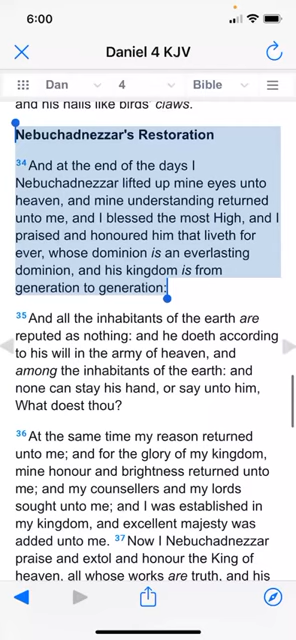 6:00
Daniel 4 KJV
Dan 4 Bible
and his nails like birds' claws.
Nebuchadnezzar's Restoration
34 And at the end of the days I
Nebuchadnezzar lifted up mine eyes unto
heaven, and mine understanding returned
unto me, and I blessed the most High, and I
praised and honoured him that liveth for
ever, whose dominion is an everlasting
dominion, and his kingdom is from
generation to generation:
35 And all the inhabitants of the earth are
reputed as nothing: and he doeth according
to his will in the army of heaven, and
among the inhabitants of the earth: and
none can stay his hand, or say unto him,
What doest thou?
36 At the same time my reason returned
unto me; and for the glory of my kingdom,
mine honour and brightness returned unto
me; and my counsellers and my lords
sought unto me; and I was established in
my kingdom, and excellent majesty was
added unto me. 37 Now I Nebuchadnezzar
praise and extol and honour the King of
heaven, all whose works are truth, and his